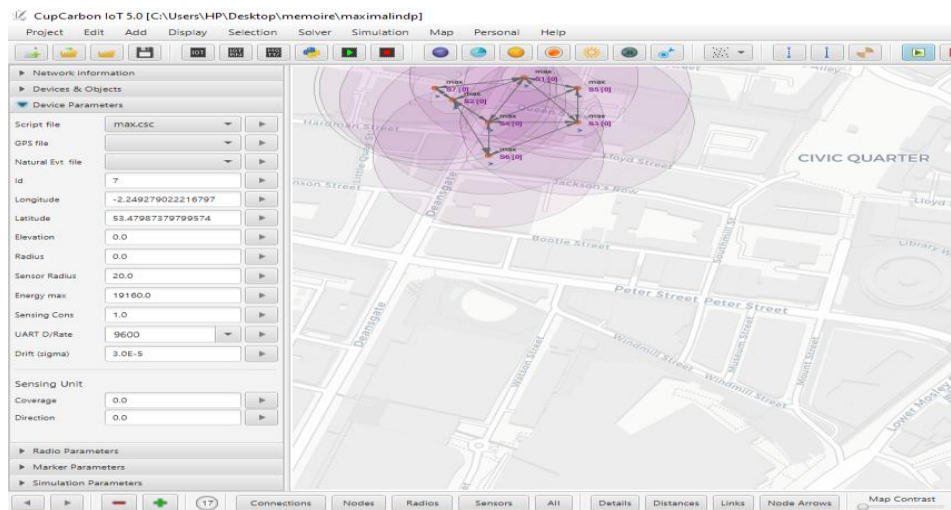 CupCarbon IoT 5.0 [C:\Users\HP\Desktop\memoire\maximalindp]
Project Edit Add Display Selection Solver Simulation Map Personal Help
Network Information
Devices & Objects
Device Parameters
Script file max.csc
GPS file
Natural Evt. file
Id 7
Longitude -2.249279022216797
Latitude 53.47987379799574
Elevation 0.0
Radius 0.0
Sensor Radius 20.0
Energy max 19160.0
Sensing Cons 1.0
UART D/Rate 9600
Drift (sigma) 3.0E-5
Sensing Unit
Coverage 0.0
Direction 0.0
Radio Parameters
Marker Parameters
Simulation Parameters
max
S1 [0]
max
S7 [0]
max
S2 [0]
max
S5 [0]
max
S4 [0]
max
S3 [0]
max
S6 [0]
Hardman Street
Queen
Lloyd Street
CIVIC QUARTER
Jackson's Row
Deansgate
Bootle Street
Southmill St
Lloyd
Library W
Peter Street Peter Street
Deansgate
Watson Street
Windmill Street
Windmill Street
Museum Street
Mount Street
Lower Mosley
17 Connections Nodes Radios Sensors All Details Distances Links Node Arrows Map Contrast